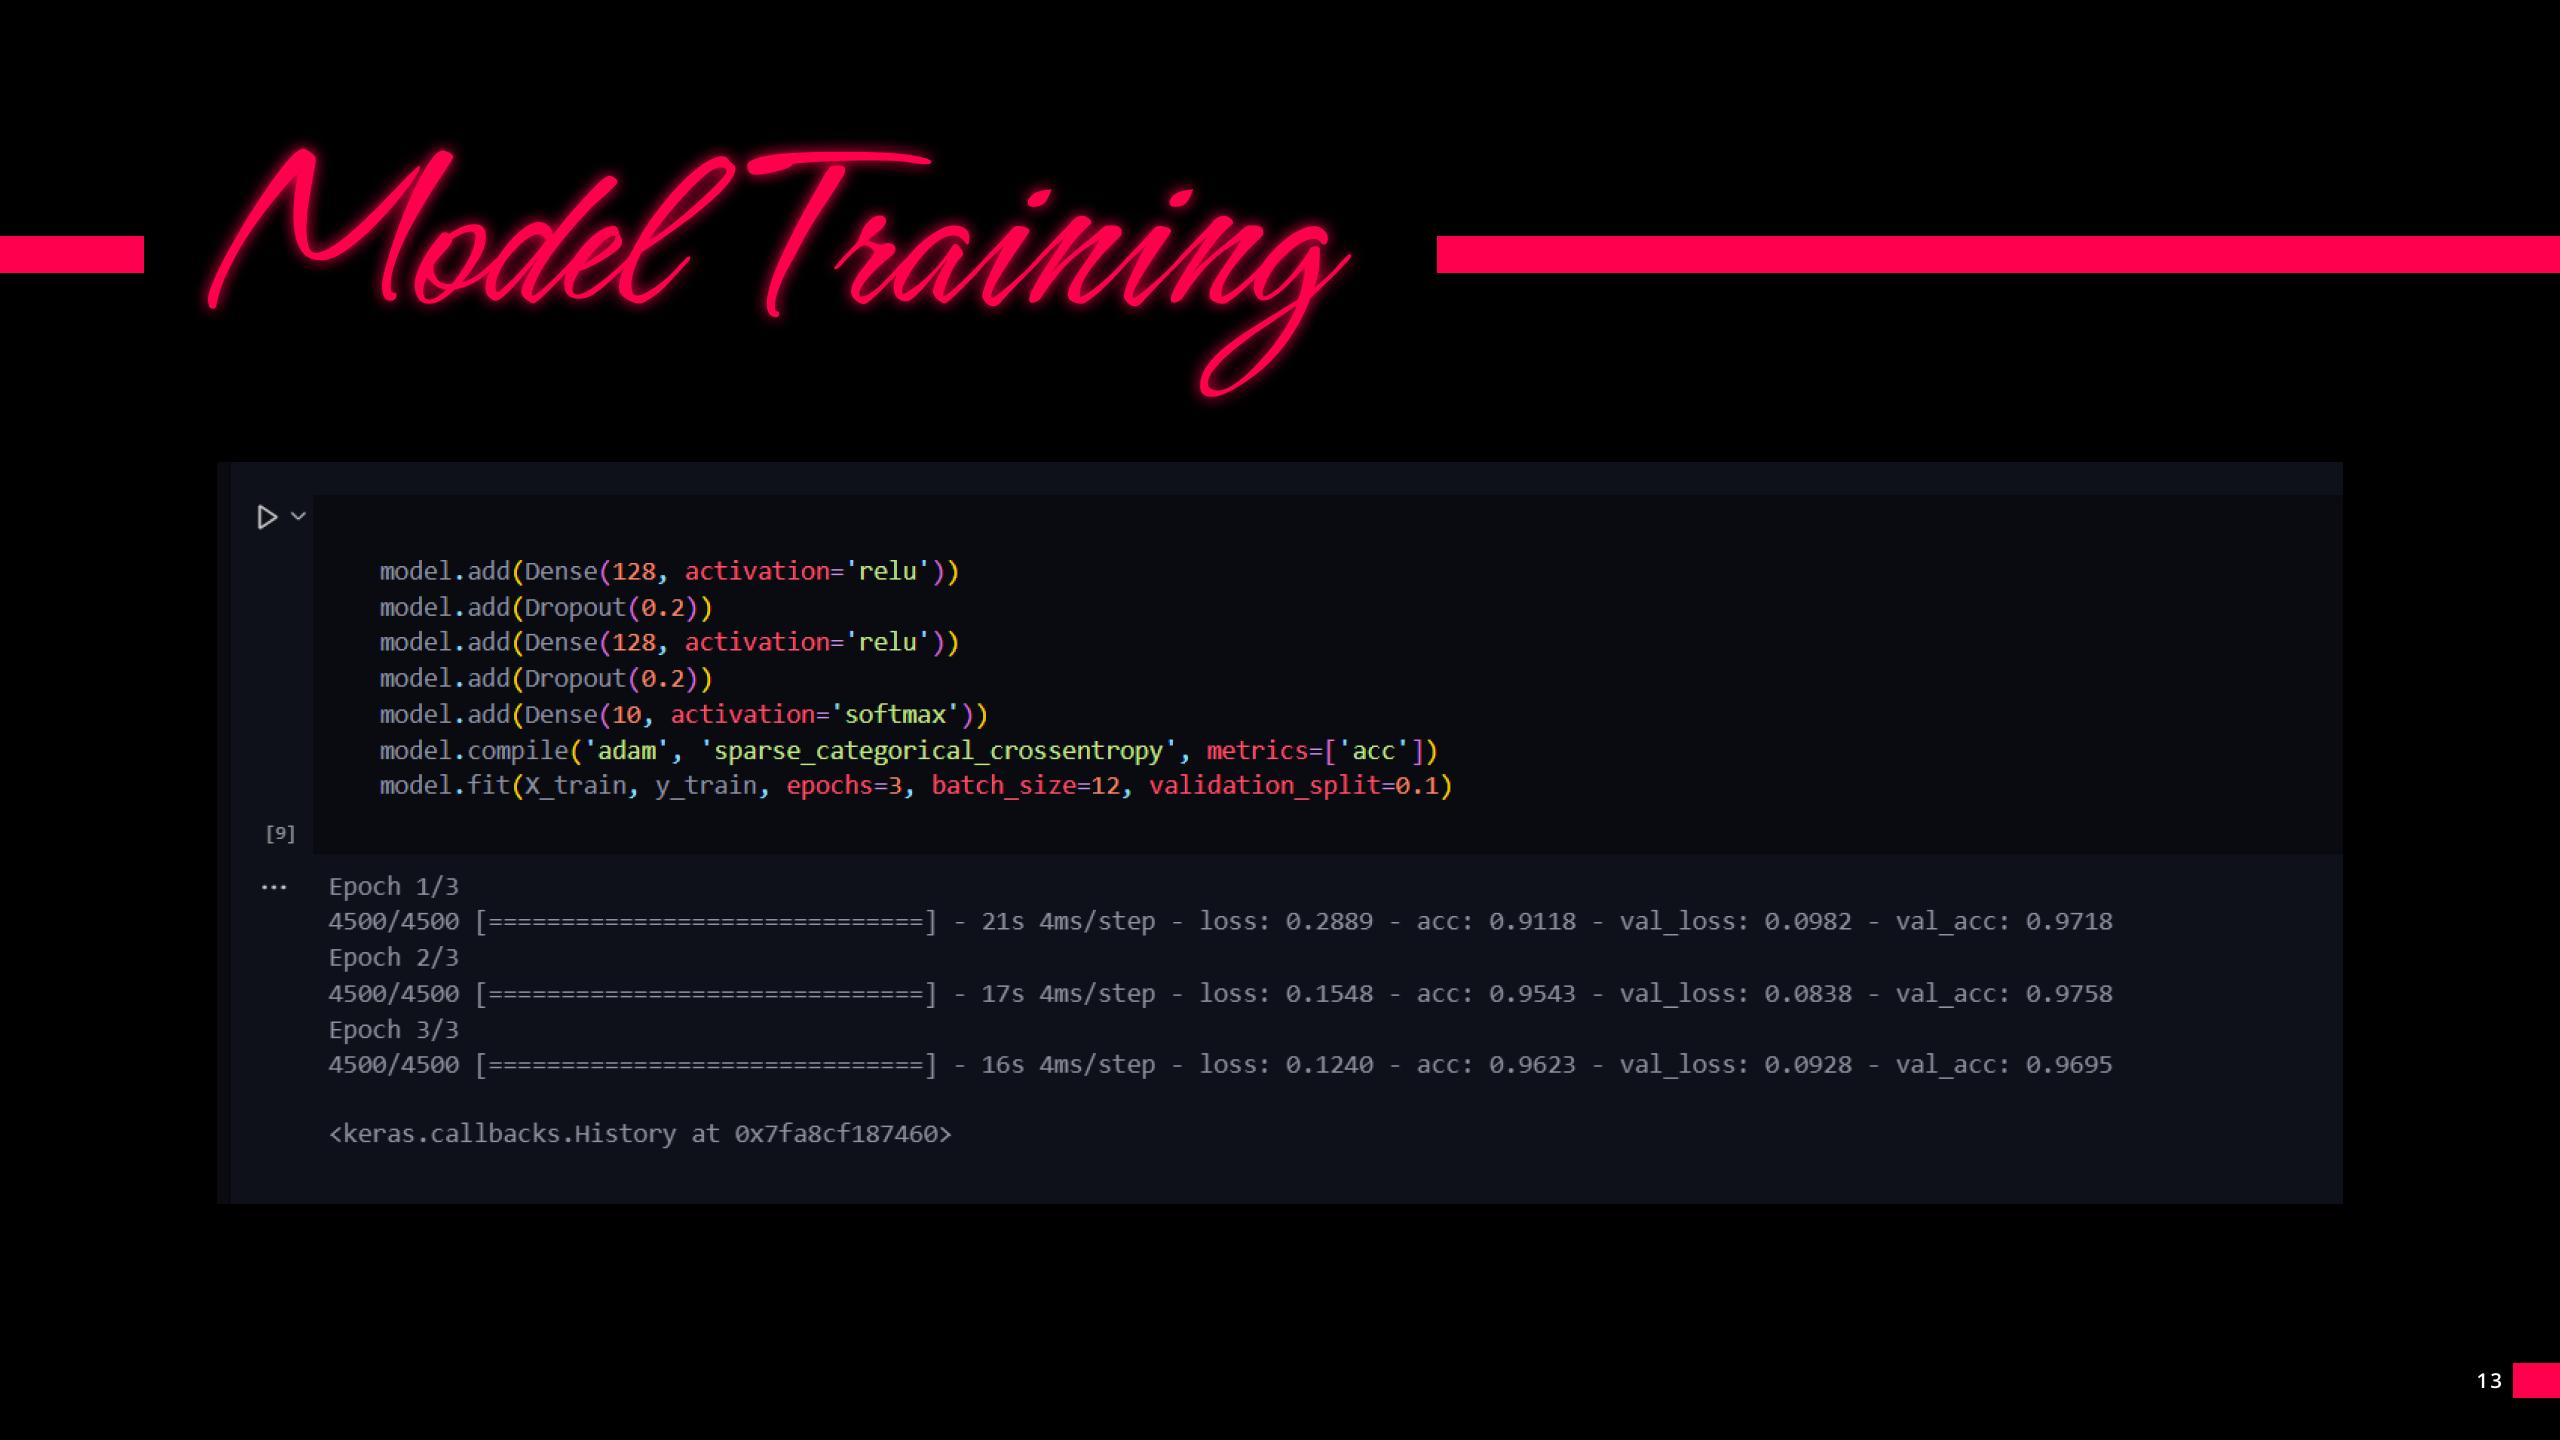 Model Training
model.add(Dense(128, activation='relu'))
model.add(Dropout(0.2))
model.add(Dense(128, activation='relu'))
model.add(Dropout(0.2))
model.add(Dense(10, activation='softmax'))
model.compile('adam', 'sparse_categorical_crossentropy', metrics=['acc'])
model.fit(X_train, y_train, epochs=3, batch_size=12, validation_split=0.1)
[9]
... Epoch 1/3
4500/4500 [==============================] - 21s 4ms/step - loss: 0.2889 - acc: 0.9118 - val_loss: 0.0982 - val_acc: 0.9718
Epoch 2/3
4500/4500 [==============================] - 17s 4ms/step - loss: 0.1548 - acc: 0.9543 - val_loss: 0.0838 - val_acc: 0.9758
Epoch 3/3
4500/4500 [==============================] - 16s 4ms/step - loss: 0.1240 - acc: 0.9623 - val_loss: 0.0928 - val_acc: 0.9695
<keras.callbacks.History at 0x7fa8cf187460>
13